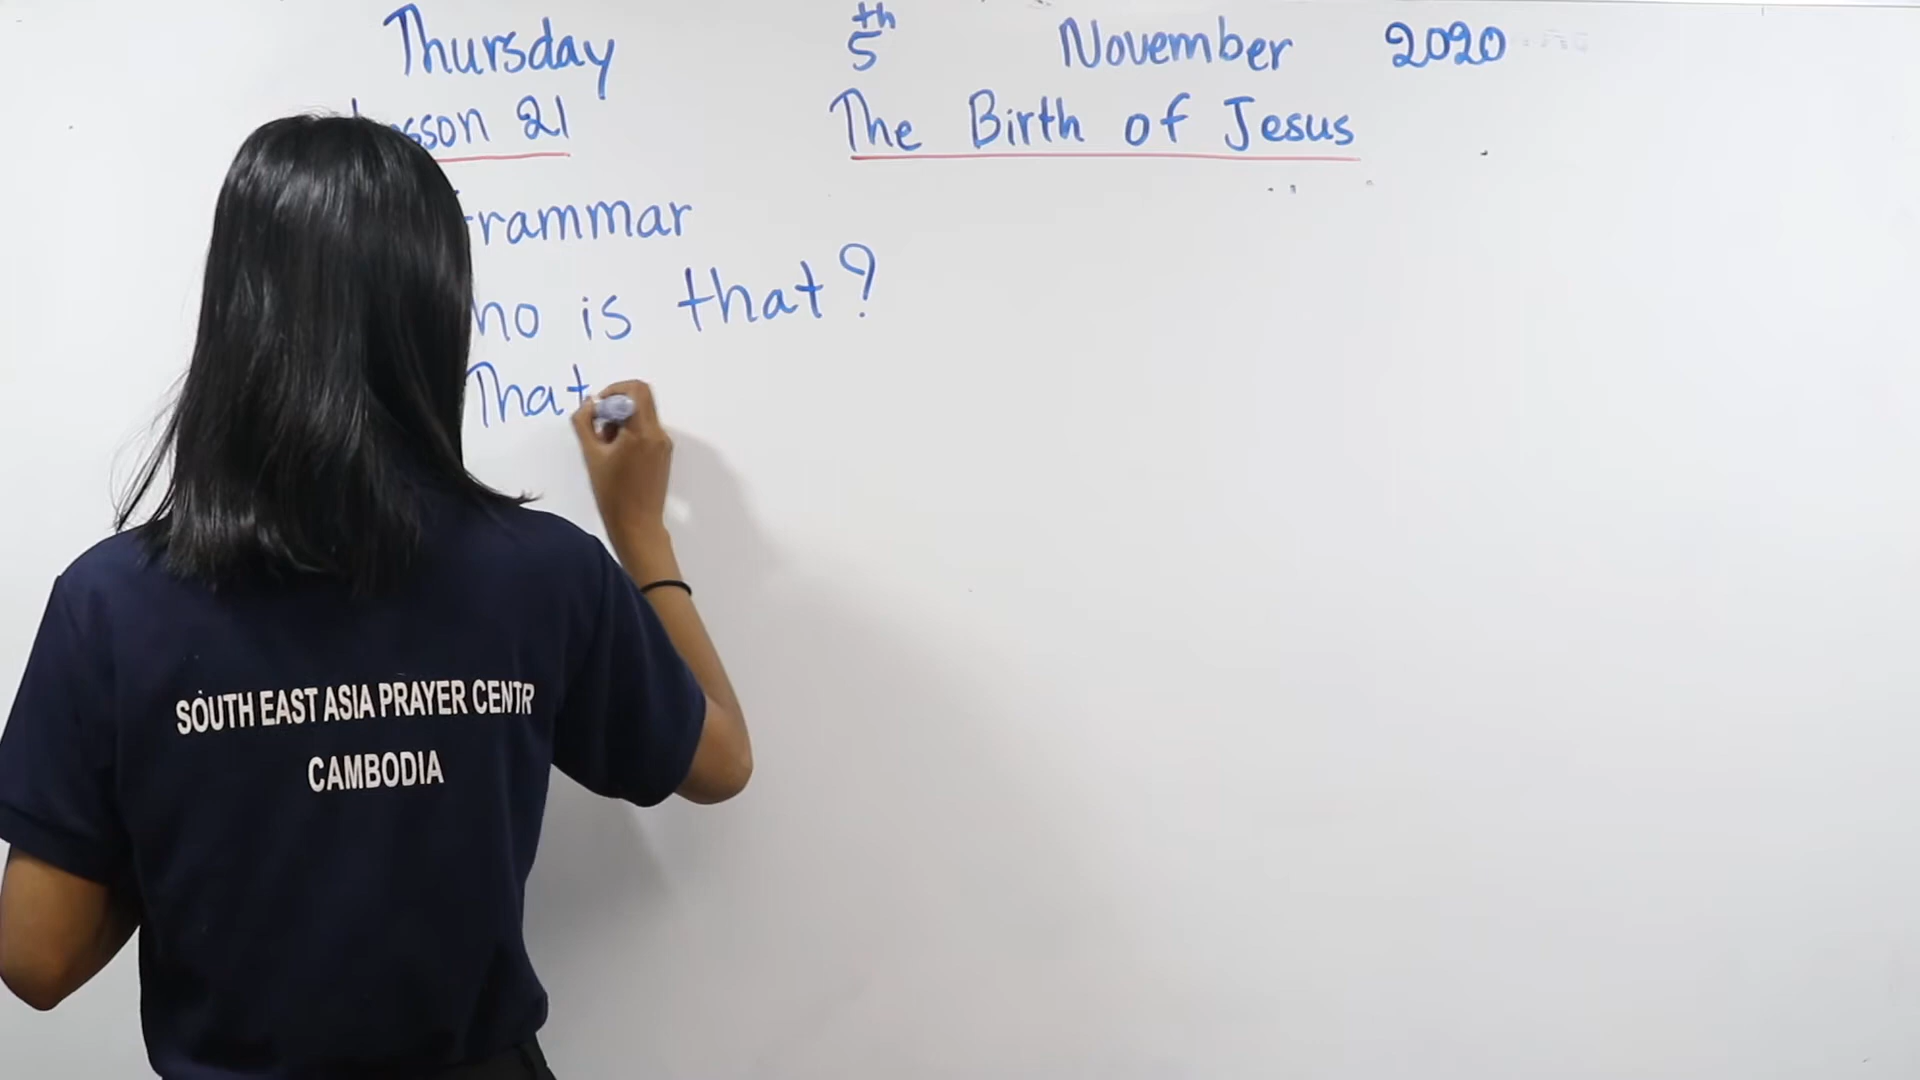 Thursday 5th November 2020
Lesson 21 The Birth of Jesus
Grammar
Who is that?
That
SOUTH EAST ASIA PRAYER CENTR
CAMBODIA